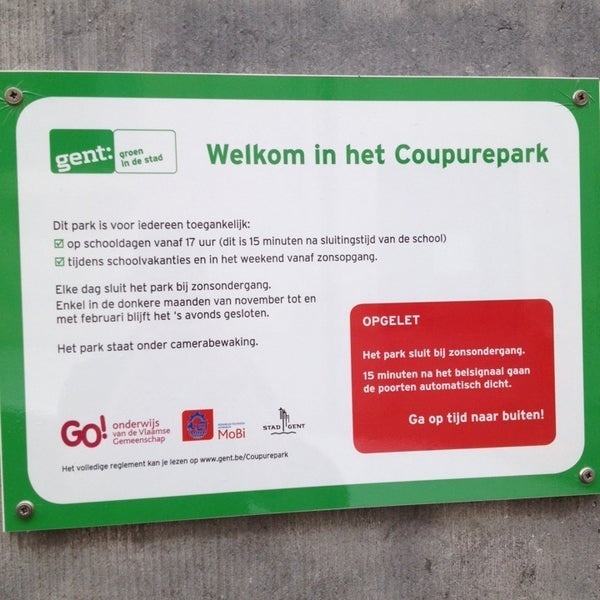 gent:
groen
in de stad
Welkom in het Coupurepark
Dit park is voor iedereen toegankelijk:
op schooldagen vanaf 17 uur (dit is 15 minuten na sluitingstijd van de school)
tijdens schoolvakanties en in het weekend vanaf zonsopgang.
Elke dag sluit het park bij zonsondergang.
Enkel in de donkere maanden van november tot en
met februari blijft het 's avonds gesloten.
Het park staat onder camerabewaking.
OPGELET
Het park sluit bij zonsondergang.
15 minuten na het belsignaal gaan
de poorten automatisch dicht.
Ga op tijd naar buiten!
GO! onderwijs
van de Vlaamse
Gemeenschap
MoBi
STAD GENT
Het volledige reglement kan je lezen op www.gent.be/Coupurepark